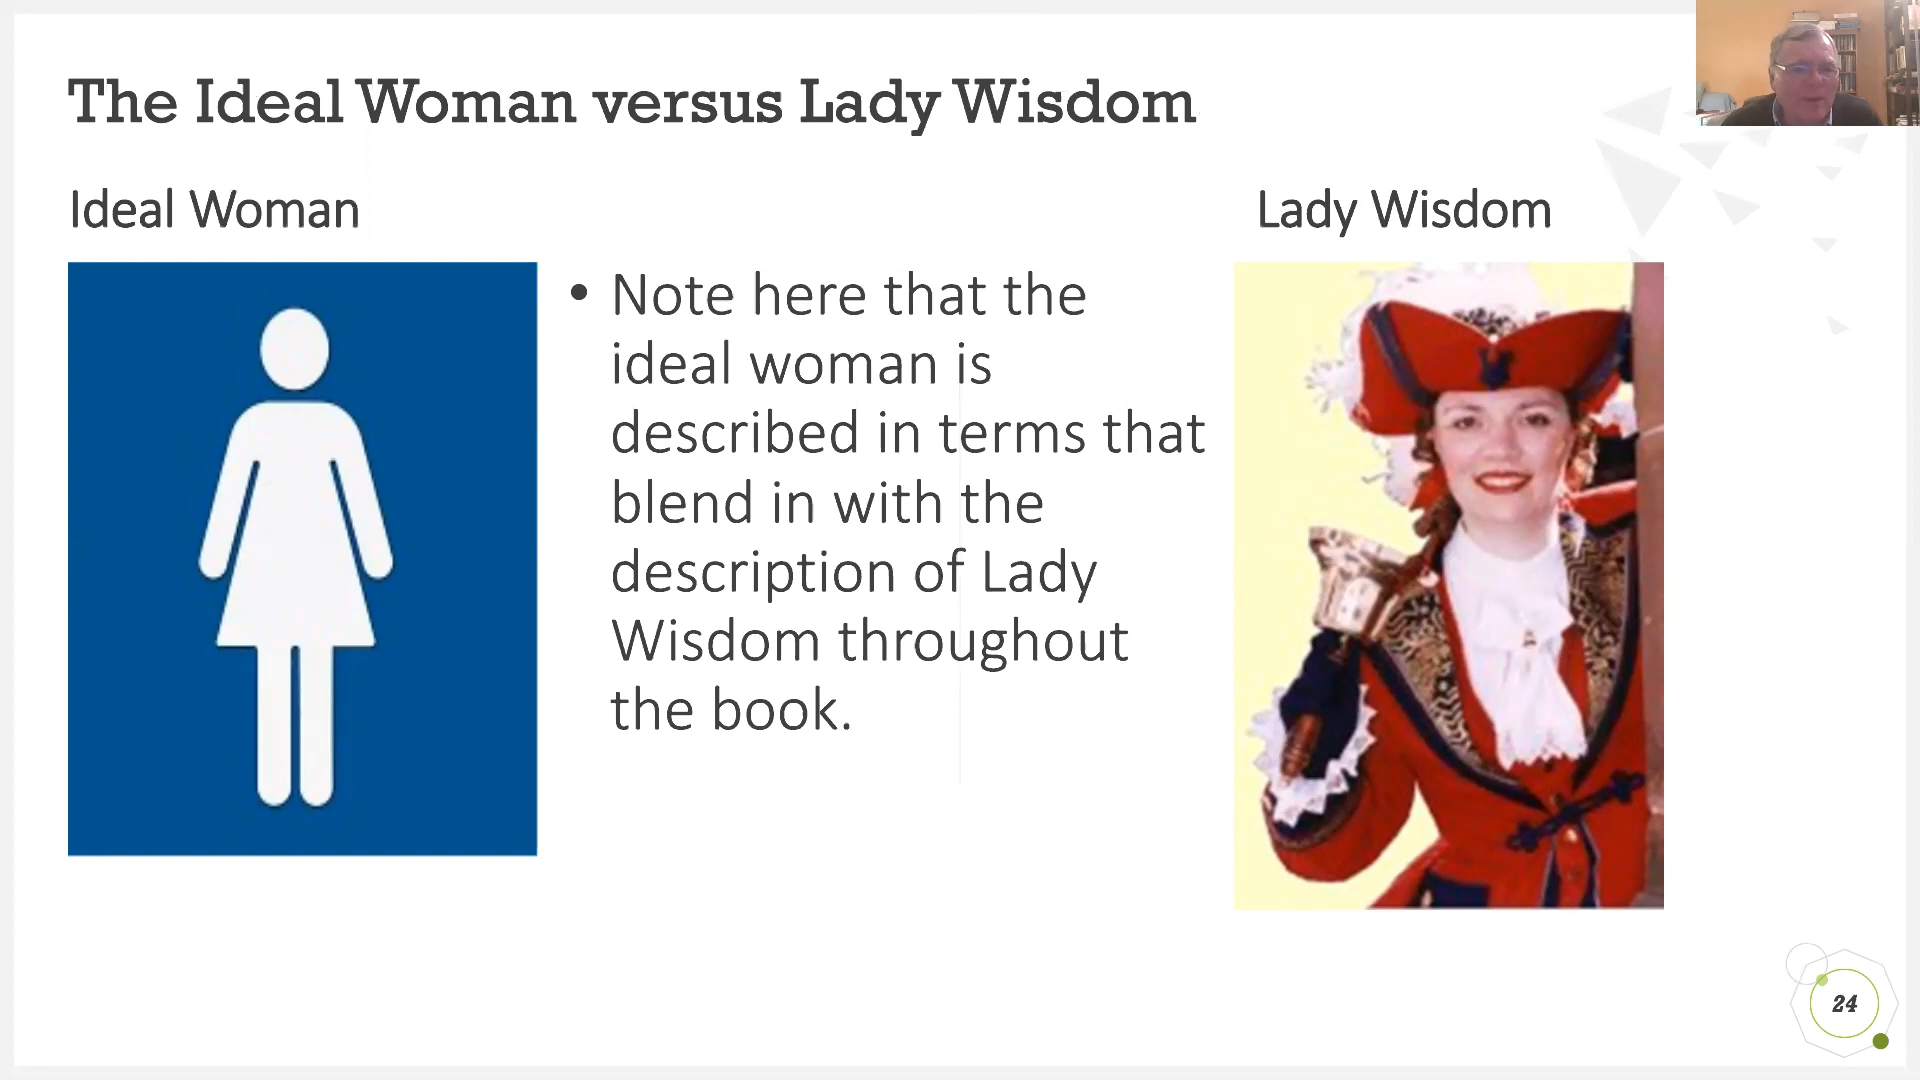 The Ideal Woman versus Lady Wisdom
Ideal Woman
Lady Wisdom
• Note here that the
ideal woman is
described in terms that
blend in with the
description of Lady
Wisdom throughout
the book.
24